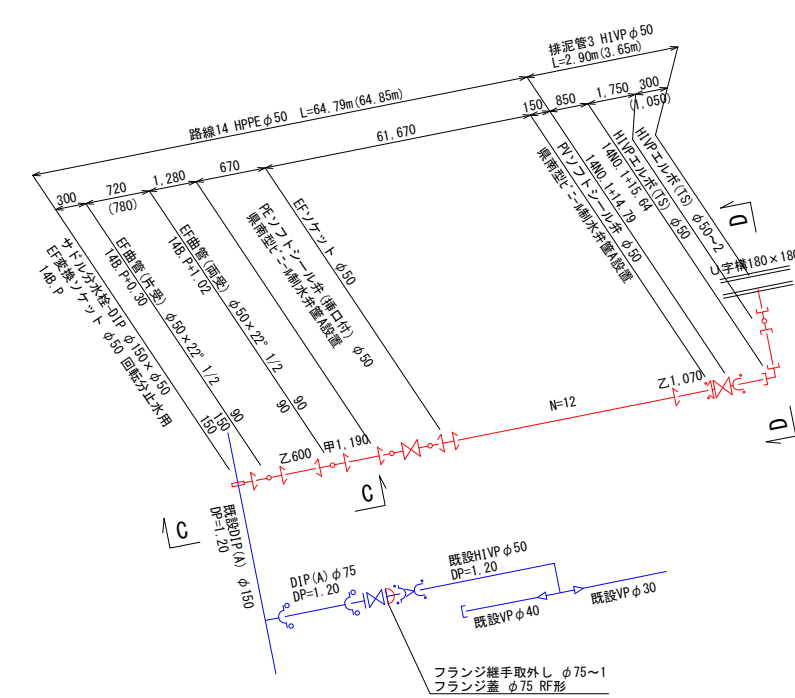 排泥管3 HIVPφ50
L=2.90m(3.65m)
路線14 HPPEφ50 L=64.79m(64.85m)
300
720
(780)
1,280
670
61,670
150
850
1,750
300
(1,050)
サドル分水栓-DIP φ150×φ50
EF変換ソケット φ50 回転分止水用
14B.P
EF曲管(片受) φ50×22° 1/2
14B.P+0.30
EF曲管(両受) φ50×22° 1/2
14B.P+1.02
PEソフトシール弁(挿口付) φ50
県南型ビニール制水弁筐A設置
EFソケット φ50
PVソフトシール弁 φ50
県南型ビニール制水弁筐A設置
14NO.1+14.79
HIVPエルボ(TS) φ50
14NO.1+15.64
HIVPエルボ(TS) φ50~2
D
U字構180×180
150
150
90
90
90
乙600
甲1,190
N=12
乙1,070
D
C
C
既設DIP(A) φ150
DP=1.20
DIP(A)φ75
DP=1.20
既設HIVPφ50
DP=1.20
既設VPφ40
既設VPφ30
フランジ継手取外し φ75~1
フランジ蓋 φ75 RF形